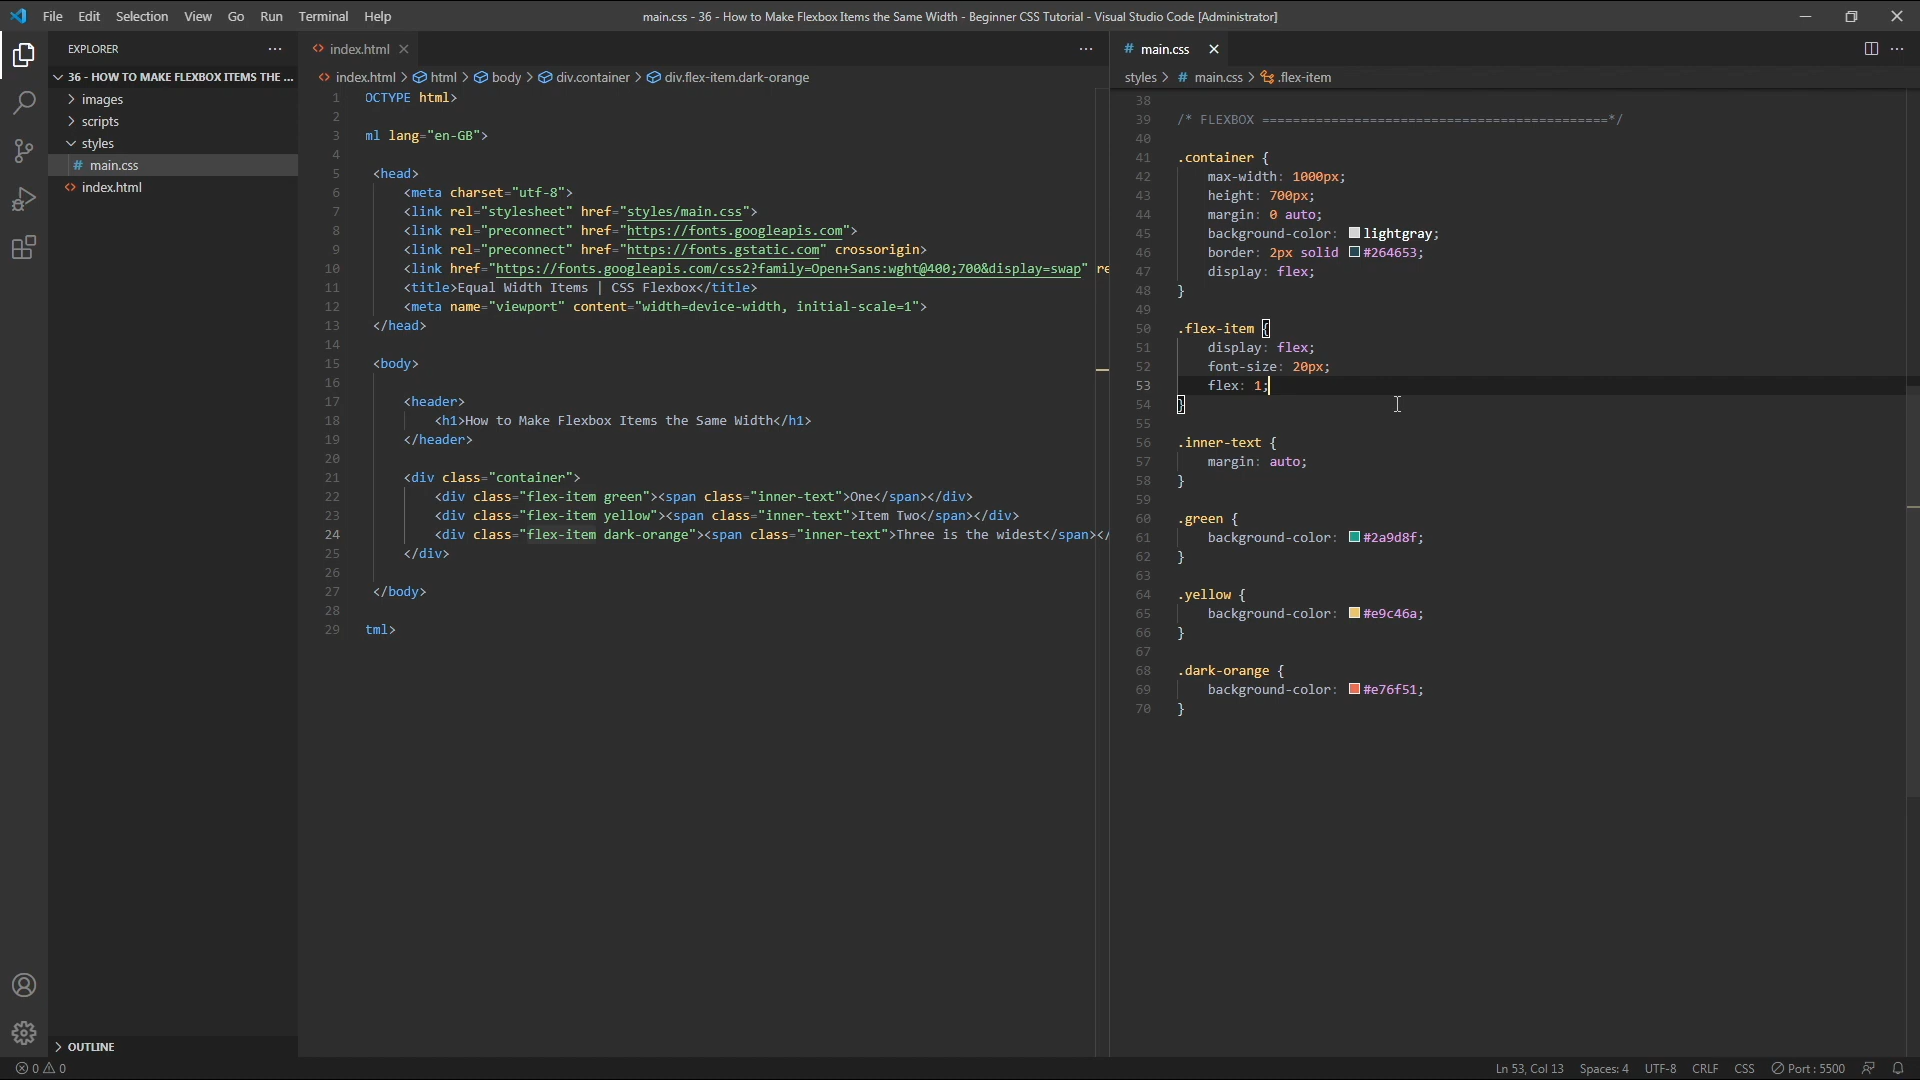 File Edit Selection View Go Run Terminal Help
main.css - 36 - How to Make Flexbox Items the Same Width - Beginner CSS Tutorial - Visual Studio Code [Administrator]
EXPLORER
36 - HOW TO MAKE FLEXBOX ITEMS THE ...
images
scripts
styles
# main.css
<> index.html
OUTLINE
<> index.html
<> index.html > html > body > div.container > div.flex-item.dark-orange
1 OCTYPE html>
2
3 ml lang="en-GB">
4
5 <head>
6 <meta charset="utf-8">
7 <link rel="stylesheet" href="styles/main.css">
8 <link rel="preconnect" href="https://fonts.googleapis.com">
9 <link rel="preconnect" href="https://fonts.gstatic.com" crossorigin>
10 <link href="https://fonts.googleapis.com/css2?family=Open+Sans:wght@400;700&display=swap" re
11 <title>Equal Width Items | CSS Flexbox</title>
12 <meta name="viewport" content="width=device-width, initial-scale=1">
13 </head>
14
15 <body>
16
17 <header>
18 <h1>How to Make Flexbox Items the Same Width</h1>
19 </header>
20
21 <div class="container">
22 <div class="flex-item green"><span class="inner-text">One</span></div>
23 <div class="flex-item yellow"><span class="inner-text">Item Two</span></div>
24 <div class="flex-item dark-orange"><span class="inner-text">Three is the widest</span></
25 </div>
26
27 </body>
28
29 tml>
# main.css
styles > # main.css > .flex-item
38
39 /* FLEXBOX =============================================*/
40
41 .container {
42 max-width: 1000px;
43 height: 700px;
44 margin: 0 auto;
45 background-color: lightgray;
46 border: 2px solid #264653;
47 display: flex;
48 }
49
50 .flex-item {
51 display: flex;
52 font-size: 20px;
53 flex: 1;
54 }
55
56 .inner-text {
57 margin: auto;
58 }
59
60 .green {
61 background-color: #2a9d8f;
62 }
63
64 .yellow {
65 background-color: #e9c46a;
66 }
67
68 .dark-orange {
69 background-color: #e76f51;
70 }
0 0
Ln 53, Col 13 Spaces: 4 UTF-8 CRLF CSS Port : 5500